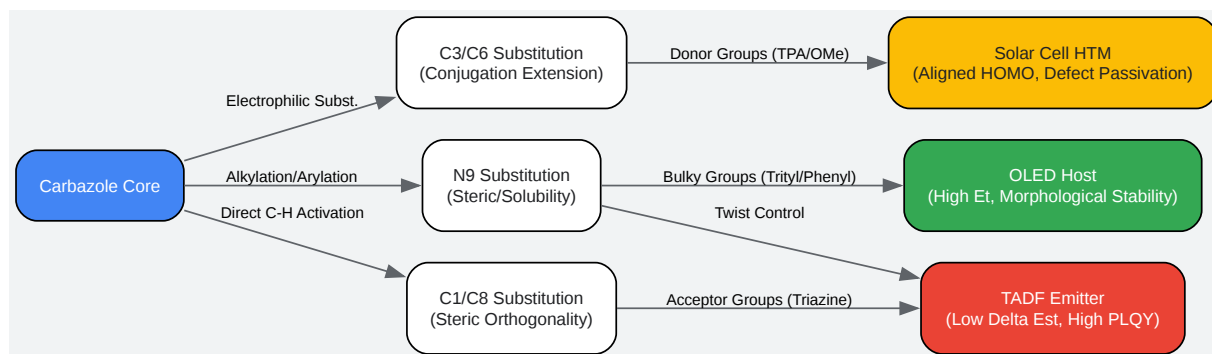 C3/C6 Substitution
(Conjugation Extension)
Donor Groups (TPA/OMe)
Solar Cell HTM
(Aligned HOMO, Defect Passivation)
Electrophilic Subst.
Carbazole Core
Alkylation/Arylation
N9 Substitution
(Steric/Solubility)
Bulky Groups (Trityl/Phenyl)
OLED Host
(High Et, Morphological Stability)
Direct C-H Activation
Twist Control
C1/C8 Substitution
(Steric Orthogonality)
Acceptor Groups (Triazine)
TADF Emitter
(Low Delta Est, High PLQY)